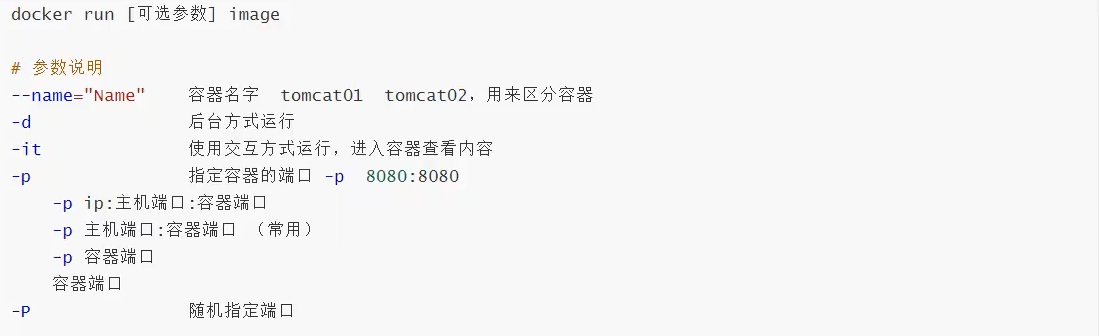 docker run [可选参数] image
# 参数说明
--name="Name" 容器名字 tomcat01 tomcat02，用来区分容器
-d 后台方式运行
-it 使用交互方式运行，进入容器查看内容
-p 指定容器的端口 -p 8080:8080
-p ip:主机端口:容器端口
-p 主机端口:容器端口 （常用）
-p 容器端口
容器端口
-P 随机指定端口